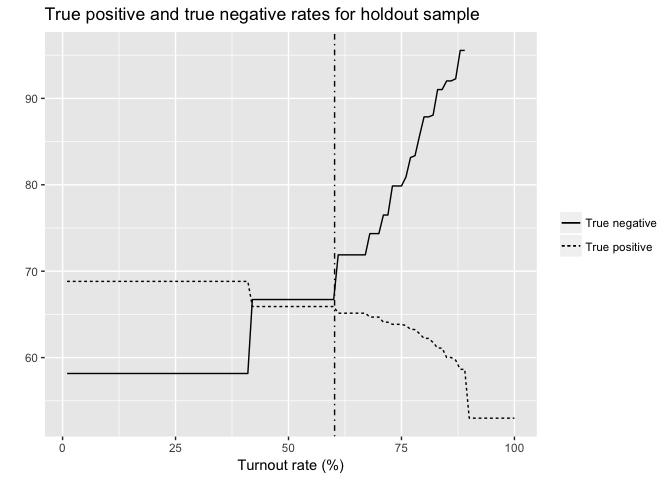 True positive and true negative rates for holdout sample
90
80
70
60
0 25 50 75 100
Turnout rate (%)
True negative
True positive